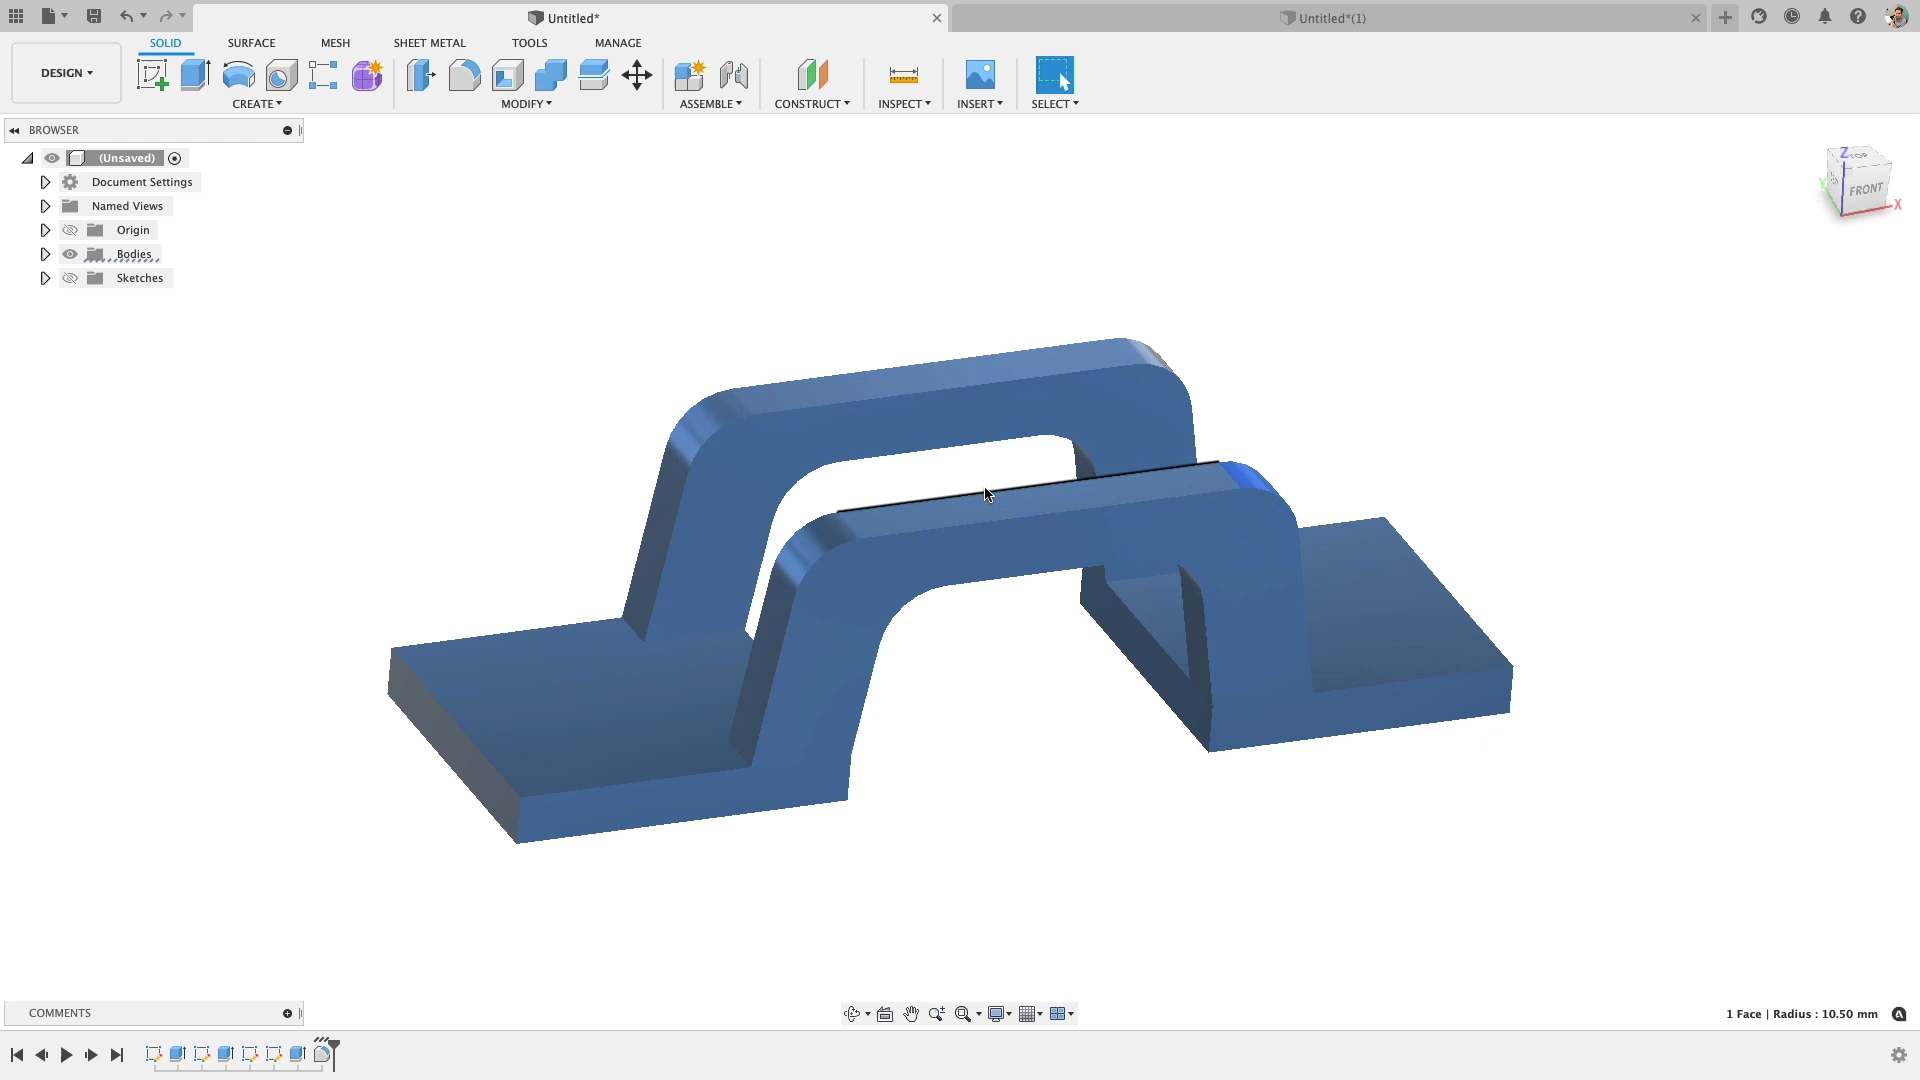 Untitled*
Untitled*(1)
SOLID SURFACE MESH SHEET METAL TOOLS MANAGE
DESIGN
CREATE MODIFY ASSEMBLE CONSTRUCT INSPECT INSERT SELECT
BROWSER
(Unsaved)
Document Settings
Named Views
Origin
Bodies
Sketches
Z TOP
Y FRONT X
COMMENTS
1 Face | Radius : 10.50 mm